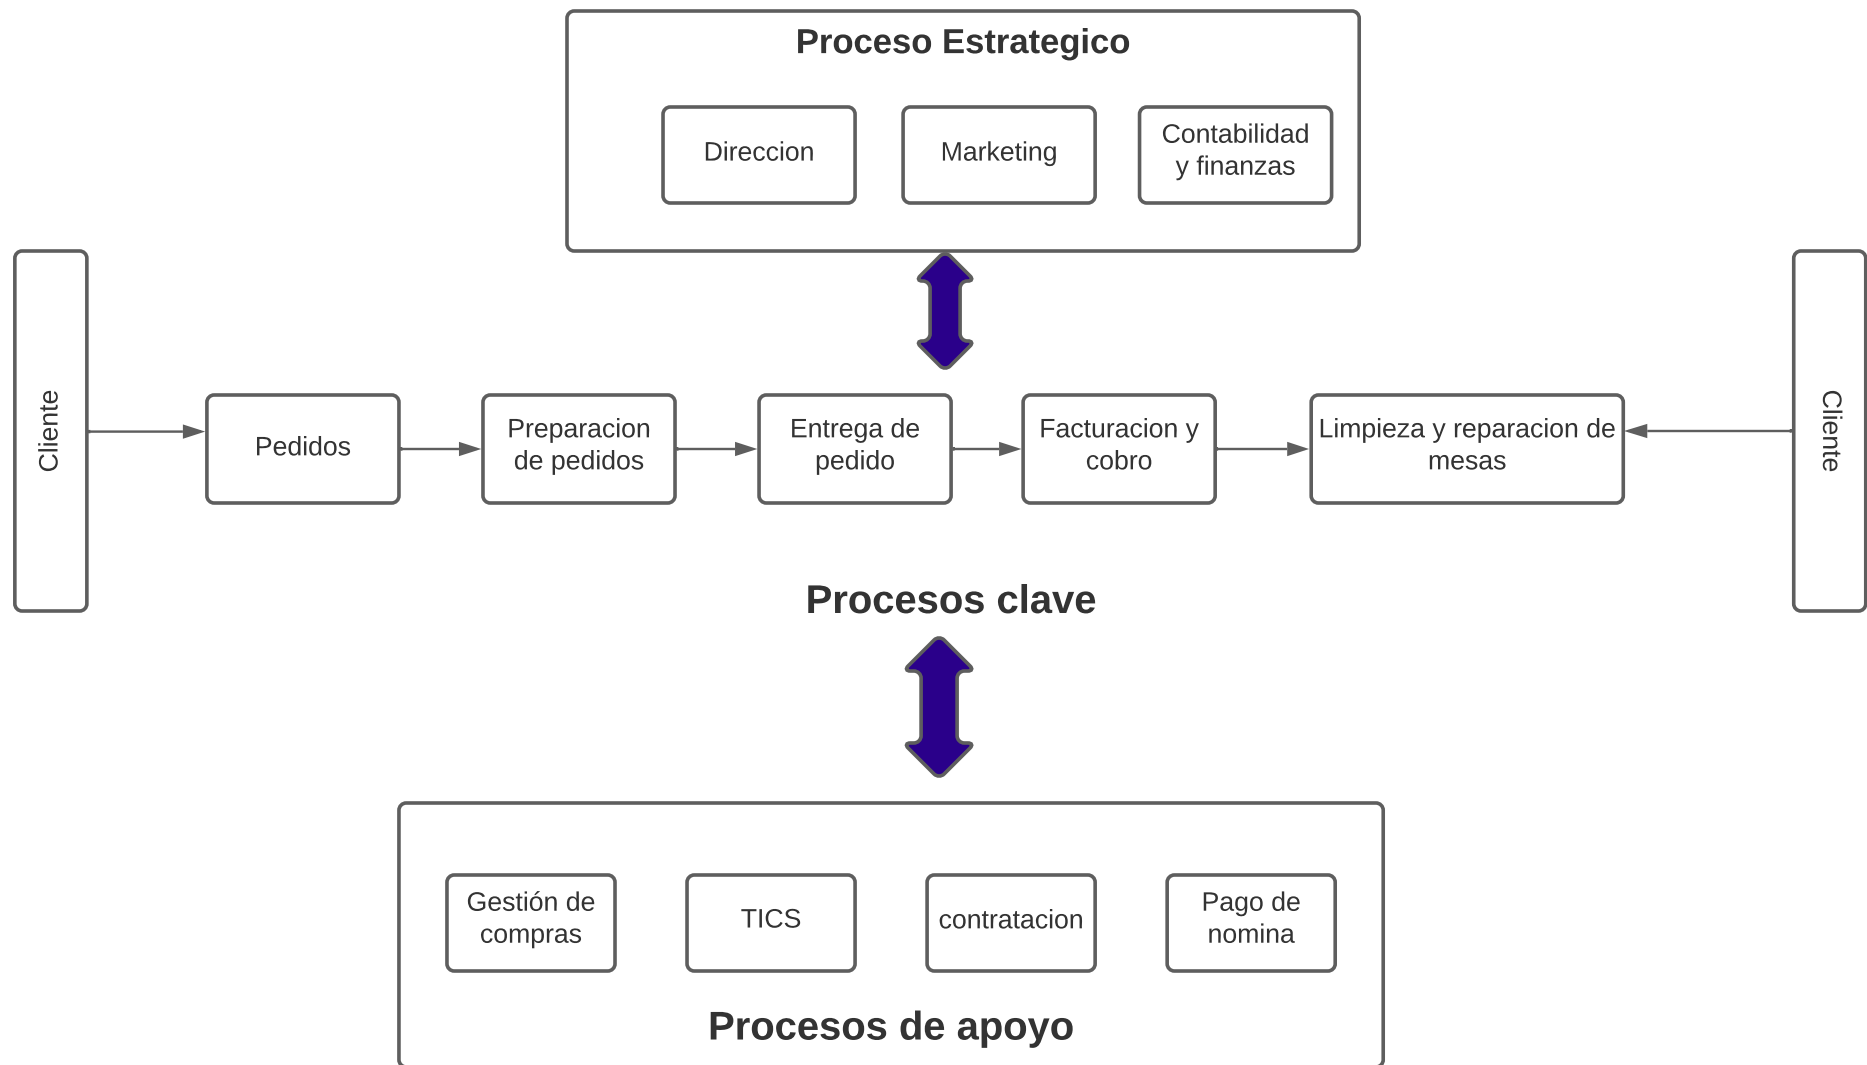 Proceso Estrategico
Direccion
Marketing
Contabilidad
y finanzas
Cliente
Pedidos
Preparacion
de pedidos
Entrega de
pedido
Facturacion y
cobro
Limpieza y reparacion de
mesas
Cliente
Procesos clave
Gestión de
compras
TICS
contratacion
Pago de
nomina
Procesos de apoyo